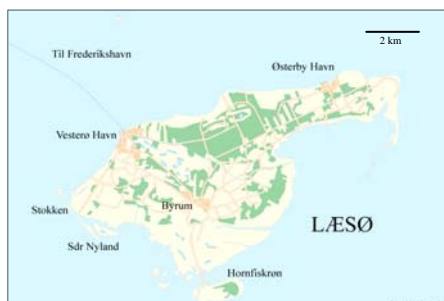 Til Frederikshavn
2 km
Østerby Havn
Vesterø Havn
Stokken
Byrum
LÆSØ
Sdr Nyland
Hornfiskrøn